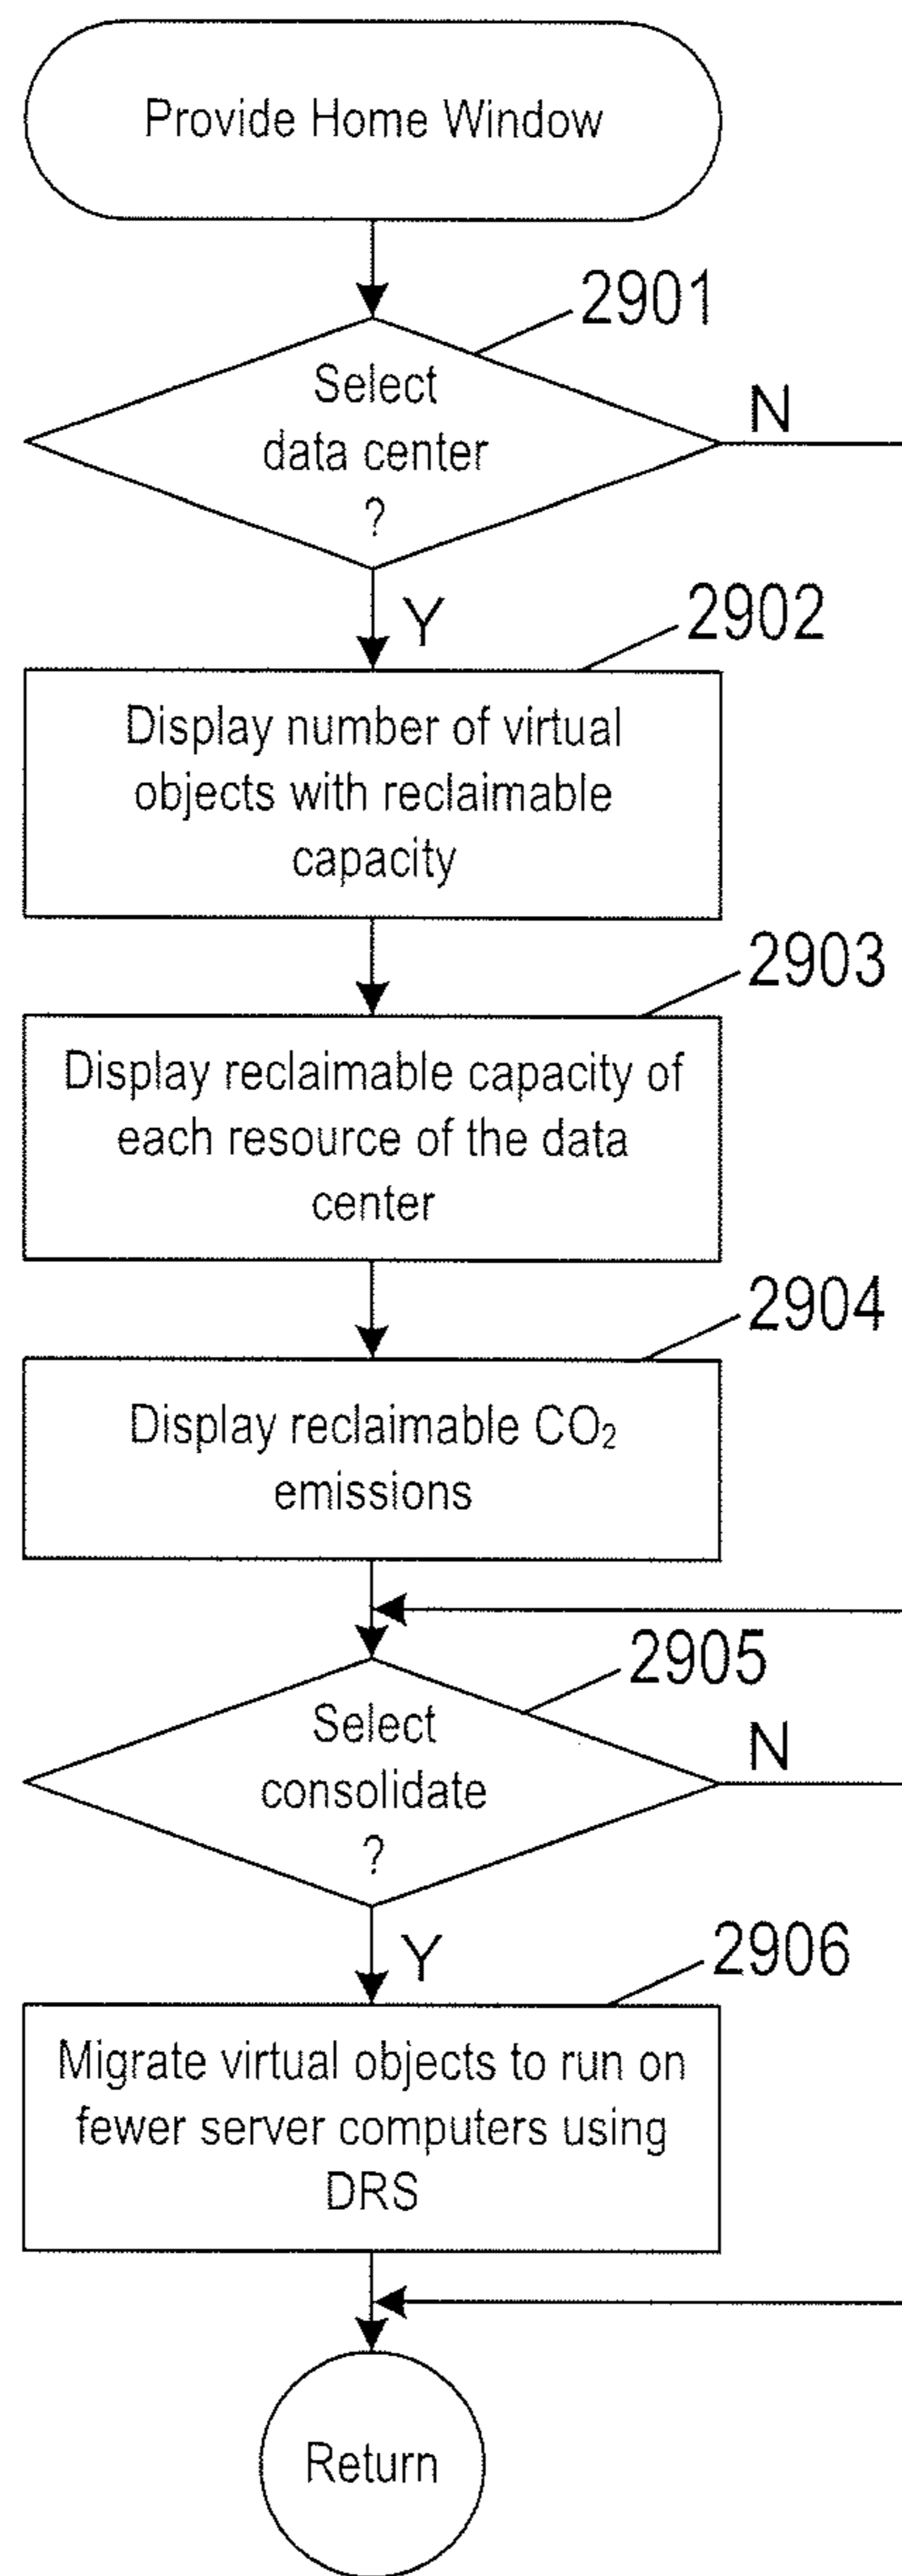 Provide Home Window
2901
Select
data center
?
N
Y
2902
Display number of virtual
objects with reclaimable
capacity
2903
Display reclaimable capacity of
each resource of the data
center
2904
Display reclaimable CO₂
emissions
2905
Select
consolidate
?
N
Y
2906
Migrate virtual objects to run on
fewer server computers using
DRS
Return